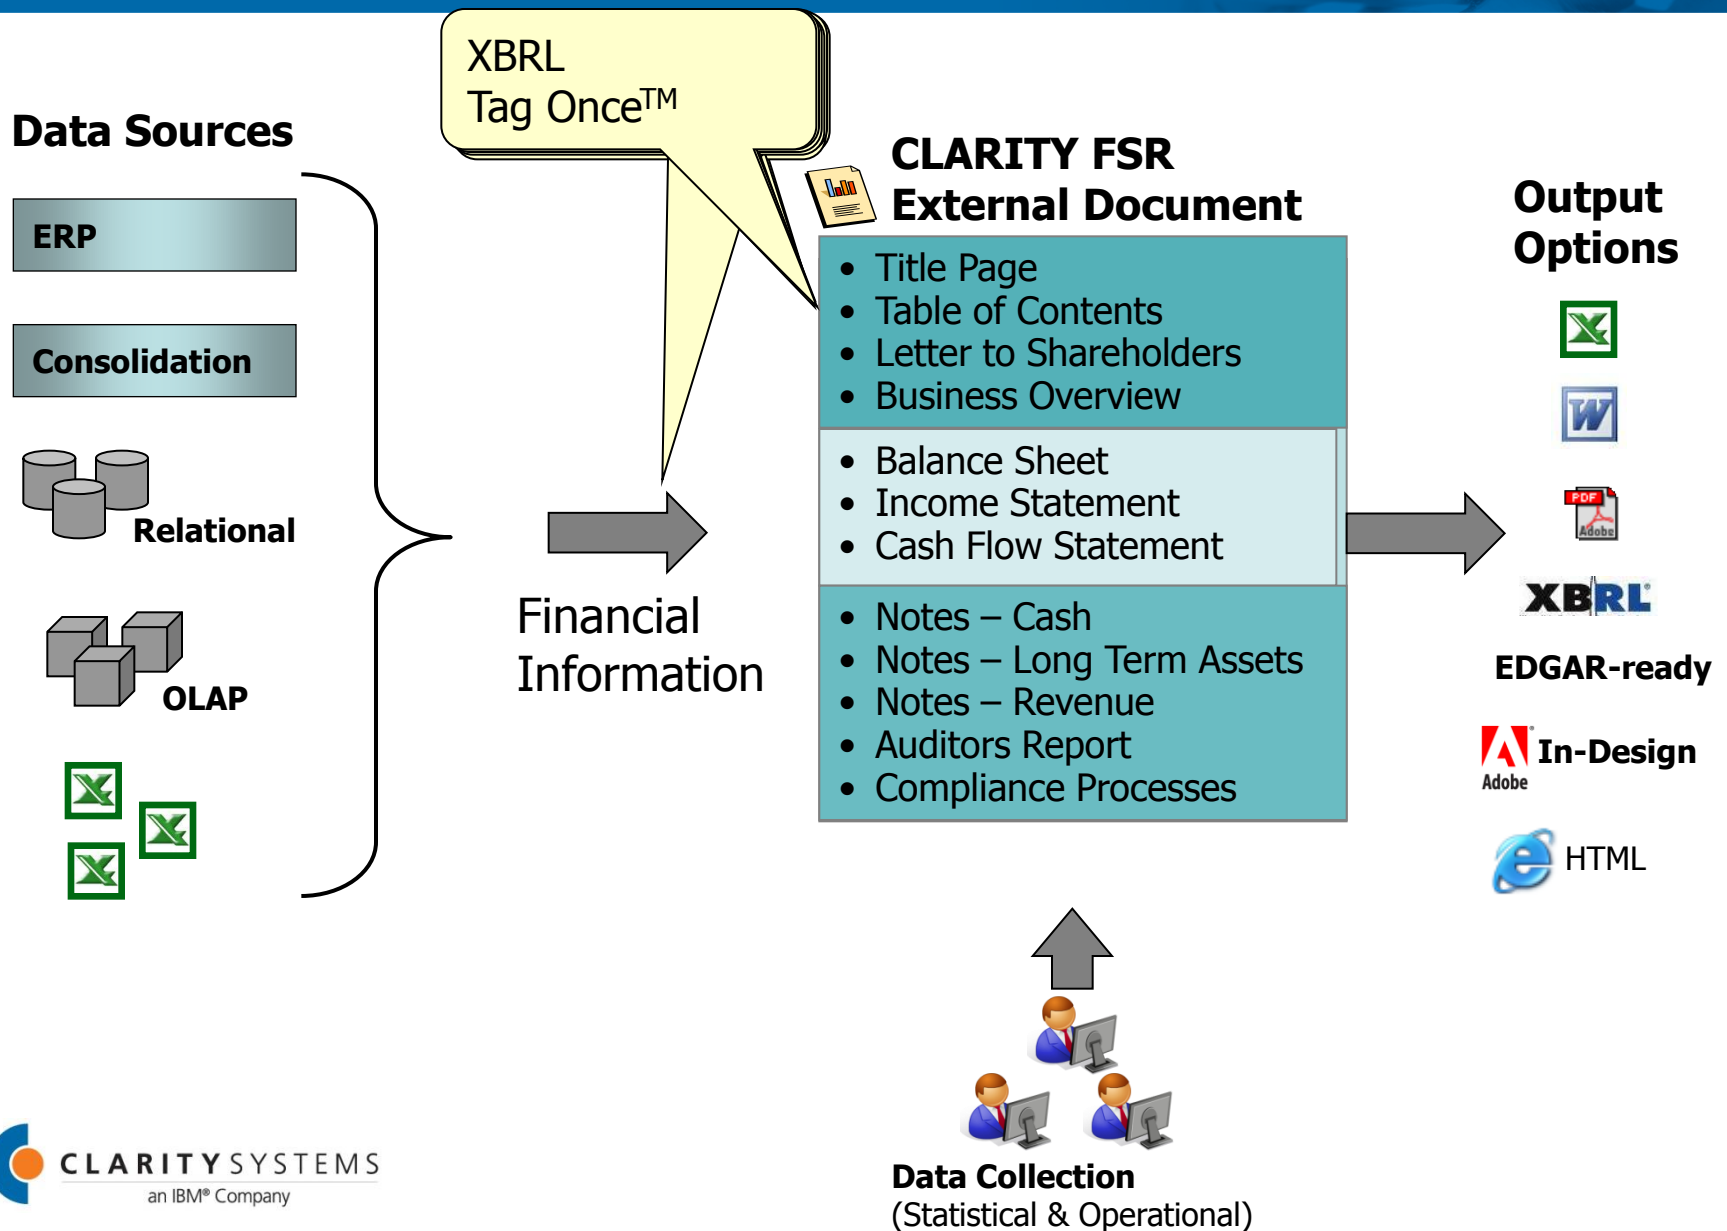 XBRL
Tag Once™
Data Sources
ERP
Consolidation
Relational
OLAP
Financial
Information
CLARITY FSR
External Document
• Title Page
• Table of Contents
• Letter to Shareholders
• Business Overview
• Balance Sheet
• Income Statement
• Cash Flow Statement
• Notes – Cash
• Notes – Long Term Assets
• Notes – Revenue
• Auditors Report
• Compliance Processes
Output
Options
W
PDF
Adobe
XBRL
EDGAR-ready
Adobe
In-Design
HTML
Data Collection
(Statistical & Operational)
CLARITY SYSTEMS
an IBM® Company